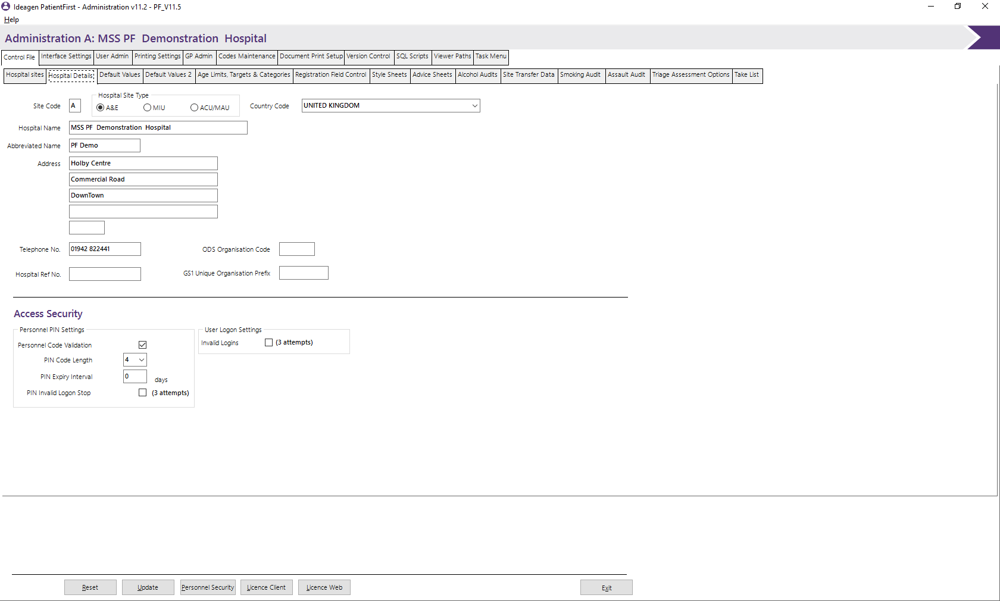 Ideagen PatientFirst - Administration v11.2 - PF_V11.5
Help
Administration A: MSS PF  Demonstration  Hospital
Control File Interface Settings User Admin Printing Settings GP Admin Codes Maintenance Document Print Setup Version Control SQL Scripts Viewer Paths Task Menu
Hospital sites Hospital Details Default Values Default Values 2 Age Limits, Targets & Categories Registration Field Control Style Sheets Advice Sheets Alcohol Audits Site Transfer Data Smoking Audit Assault Audit Triage Assessment Options Take List
Hospital Site Type
Site Code A A&E MIU ACU/MAU Country Code UNITED KINGDOM
Hospital Name MSS PF  Demonstration  Hospital
Abbreviated Name PF Demo
Address Holby Centre
Commercial Road
DownTown
Telephone No. 01942 822441 ODS Organisation Code
Hospital Ref No. GS1 Unique Organisation Prefix
Access Security
Personnel PIN Settings User Logon Settings
Personnel Code Validation Invalid Logins (3 attempts)
PIN Code Length 4
PIN Expiry Interval 0 days
PIN Invalid Logon Stop (3 attempts)
Reset Update Personnel Security Licence Client Licence Web Exit